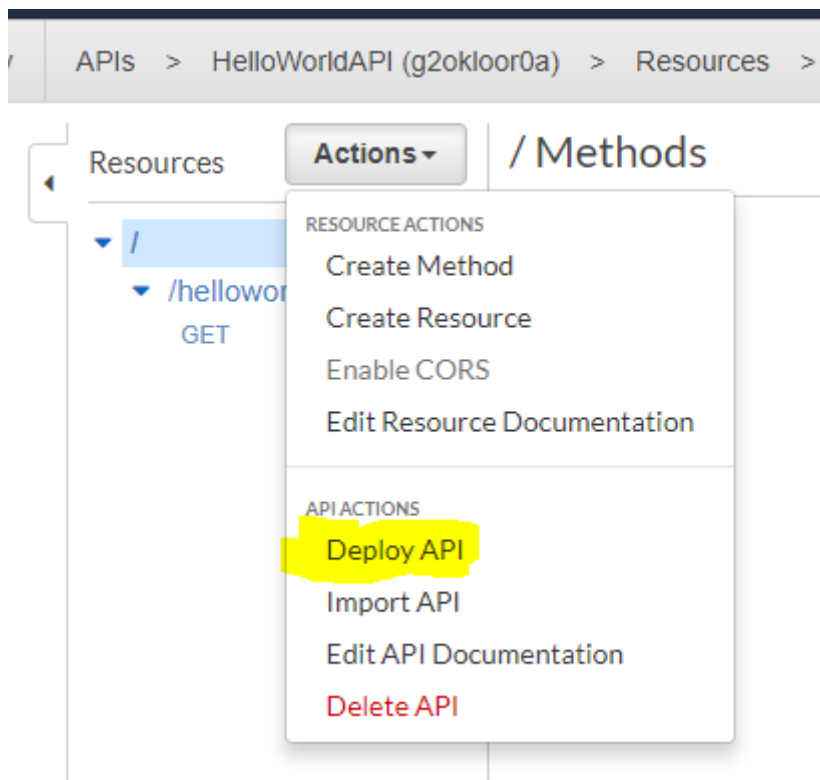 APIs > HelloWorldAPI (g2okloor0a) > Resources >
Resources
Actions
/ Methods
/
/hellowor
GET
RESOURCE ACTIONS
Create Method
Create Resource
Enable CORS
Edit Resource Documentation
API ACTIONS
Deploy API
Import API
Edit API Documentation
Delete API